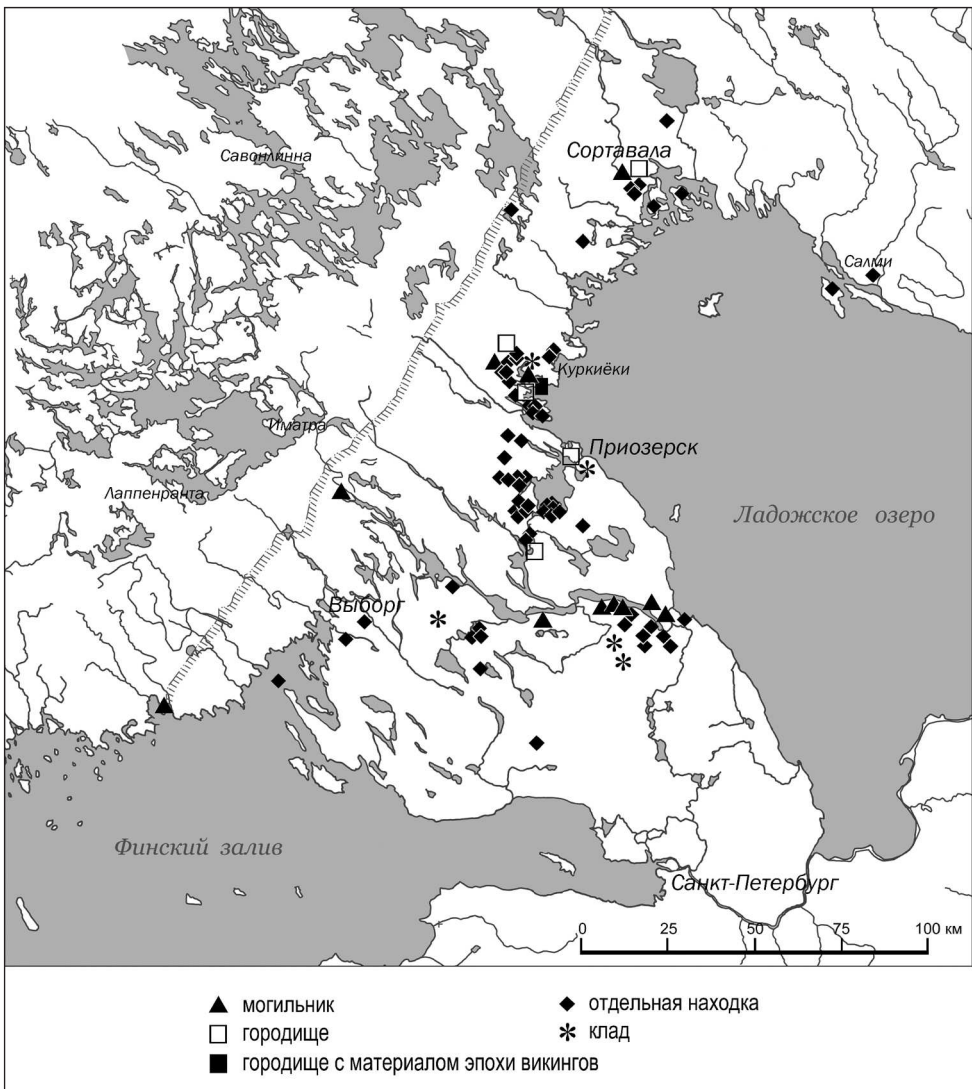 Савонлинна
Сортавала
Салми
Куркиёки
Иматра
Приозерск
Лаппенранта
Ладожское озеро
Выборг
Финский залив
Санкт-Петербург
0 25 50 75 100 км
могильник
отдельная находка
городище
клад
городище с материалом эпохи викингов